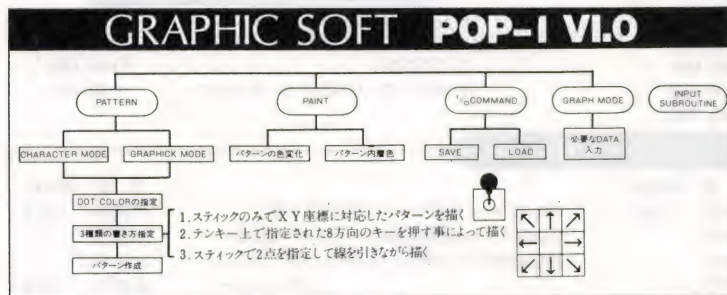 GRAPHIC SOFT POP-I V1.0
PATTERN
PAINT
I/O COMMAND
GRAPH MODE
INPUT
SUBROUTINE
CHARACTER MODE
GRAPHICK MODE
パターンの色変化
パターン内着色
SAVE
LOAD
必要なDATA
入力
DOT COLORの指定
3種類の書き方指定
パターン作成
1.スティックのみでXY座標に対応したパターンを描く
2.テンキー上で指定された8方向のキーを押す事によって描く
3.スティックで2点を指定して線を引きながら描く
↖ ↑ ↗
← →
↙ ↓ ↘